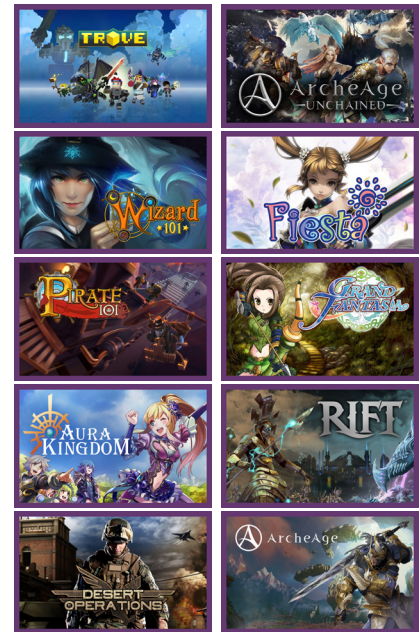 TROVE
ARCHEAGE
UNCHAINED
Wizard
101
Fiesta
PIRATE
101
GRAND
FANTASIA
AURA
KINGDOM
RIFT
DESERT
OPERATIONS
ARCHEAGE